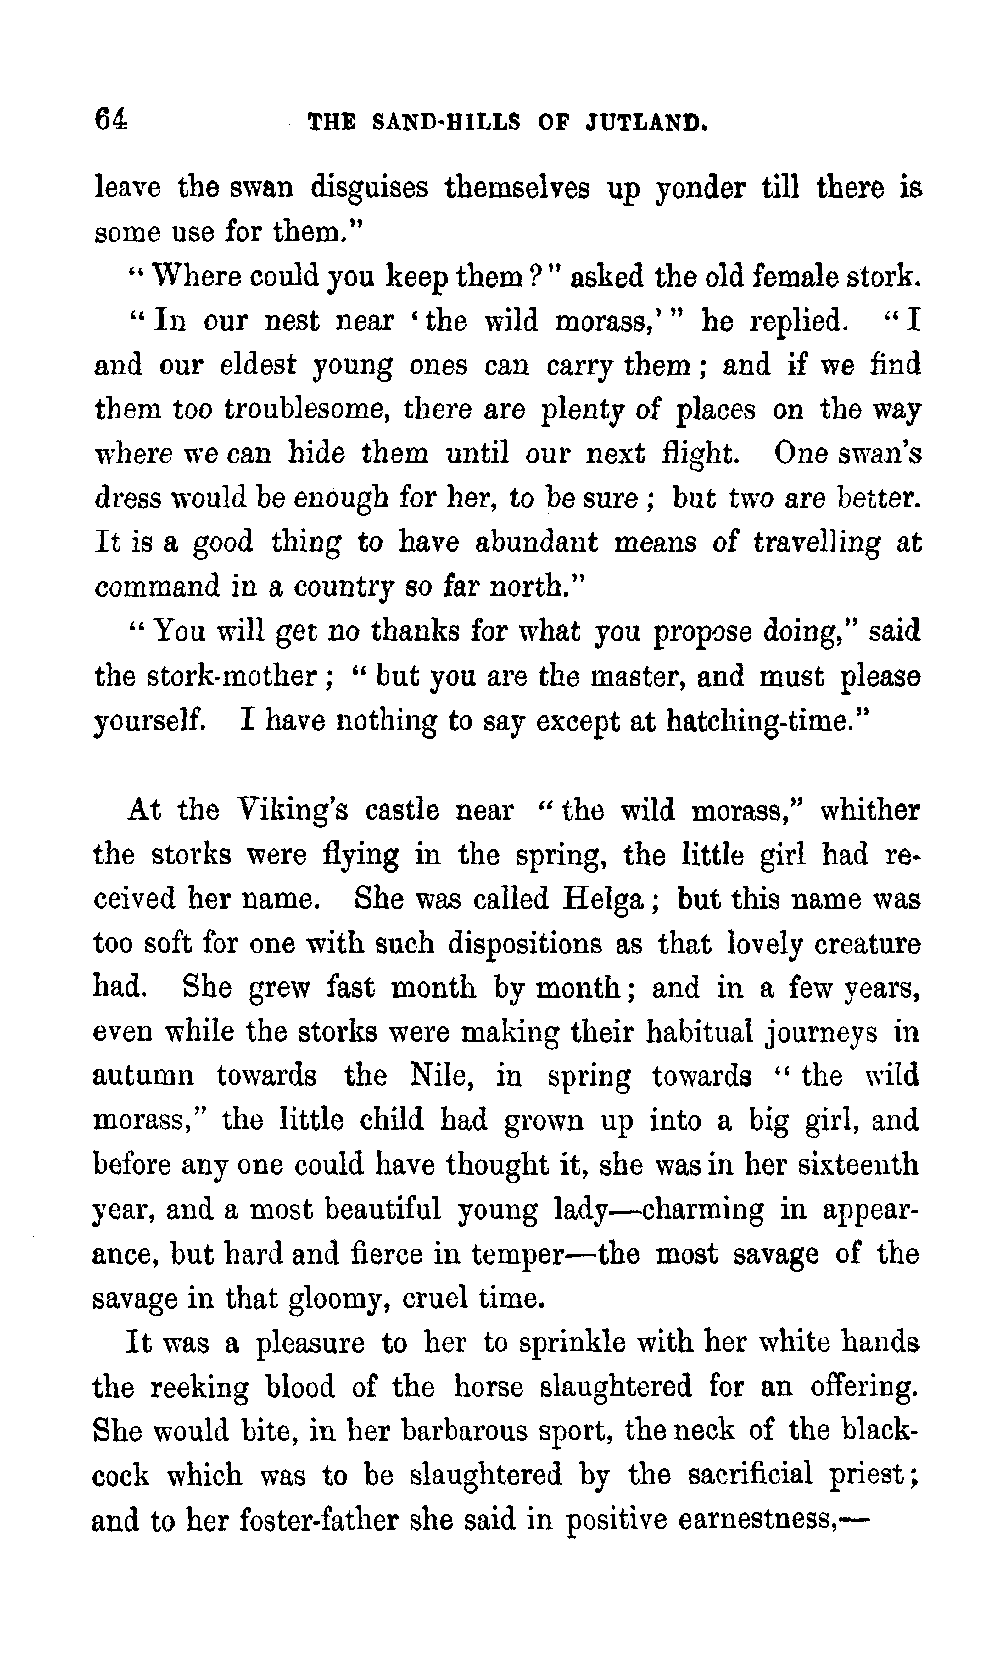 64 THE SAND-HILLS OF JUTLAND.
leave the swan disguises themselves up yonder till there is
some use for them."
"Where could you keep them?" asked the old female stork.
"In our nest near 'the wild morass,'" he replied. "I
and our eldest young ones can carry them; and if we find
them too troublesome, there are plenty of places on the way
where we can hide them until our next flight. One swan's
dress would be enough for her, to be sure; but two are better.
It is a good thing to have abundant means of travelling at
command in a country so far north."
"You will get no thanks for what you propose doing," said
the stork-mother; "but you are the master, and must please
yourself. I have nothing to say except at hatching-time."
At the Viking's castle near "the wild morass," whither
the storks were flying in the spring, the little girl had re-
ceived her name. She was called Helga; but this name was
too soft for one with such dispositions as that lovely creature
had. She grew fast month by month; and in a few years,
even while the storks were making their habitual journeys in
autumn towards the Nile, in spring towards "the wild
morass," the little child had grown up into a big girl, and
before any one could have thought it, she was in her sixteenth
year, and a most beautiful young lady—charming in appear-
ance, but hard and fierce in temper—the most savage of the
savage in that gloomy, cruel time.
It was a pleasure to her to sprinkle with her white hands
the reeking blood of the horse slaughtered for an offering.
She would bite, in her barbarous sport, the neck of the black-
cock which was to be slaughtered by the sacrificial priest;
and to her foster-father she said in positive earnestness,—